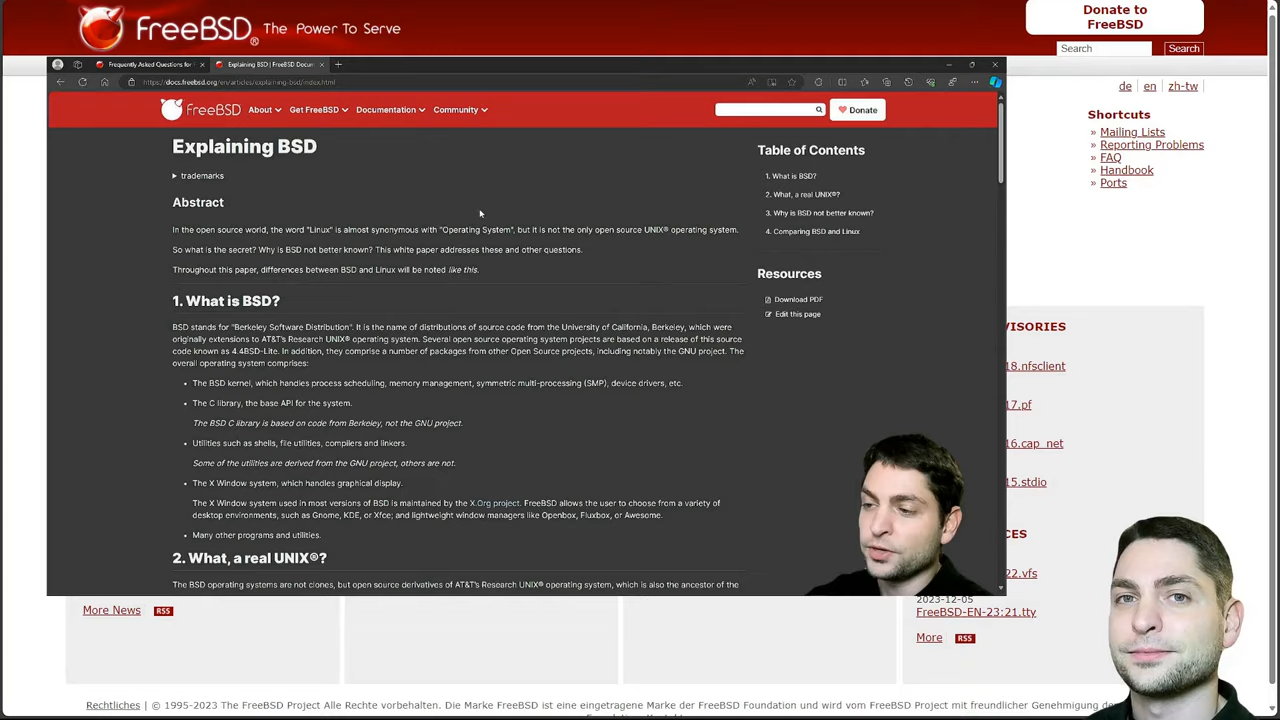 FreeBSD® The Power To Serve
Donate to
FreeBSD
Search
Search
de
en
zh-tw
Shortcuts
» Mailing Lists
» Reporting Problems
» FAQ
» Handbook
» Ports
Frequently Asked Questions for
Explaining BSD | FreeBSD Docum
https://docs.freebsd.org/en/articles/explaining-bsd/index.html
FreeBSD
About
Get FreeBSD
Documentation
Community
Donate
Explaining BSD
trademarks
Abstract
In the open source world, the word "Linux" is almost synonymous with "Operating System", but it is not the only open source UNIX® operating system.
So what is the secret? Why is BSD not better known? This white paper addresses these and other questions.
Throughout this paper, differences between BSD and Linux will be noted like this.
1. What is BSD?
BSD stands for "Berkeley Software Distribution". It is the name of distributions of source code from the University of California, Berkeley, which were
originally extensions to AT&T's Research UNIX® operating system. Several open source operating system projects are based on a release of this source
code known as 4.4BSD-Lite. In addition, they comprise a number of packages from other Open Source projects, including notably the GNU project. The
overall operating system comprises:
• The BSD kernel, which handles process scheduling, memory management, symmetric multi-processing (SMP), device drivers, etc.
• The C library, the base API for the system.
The BSD C library is based on code from Berkeley, not the GNU project.
• Utilities such as shells, file utilities, compilers and linkers.
Some of the utilities are derived from the GNU project, others are not.
• The X Window system, which handles graphical display.
The X Window system used in most versions of BSD is maintained by the X.Org project. FreeBSD allows the user to choose from a variety of
desktop environments, such as Gnome, KDE, or Xfce; and lightweight window managers like Openbox, Fluxbox, or Awesome.
• Many other programs and utilities.
2. What, a real UNIX®?
The BSD operating systems are not clones, but open source derivatives of AT&T's Research UNIX® operating system, which is also the ancestor of the
Table of Contents
1. What is BSD?
2. What, a real UNIX®?
3. Why is BSD not better known?
4. Comparing BSD and Linux
Resources
Download PDF
Edit this page
VISORIES
18.nfsclient
17.pf
16.cap_net
15.stdio
CES
22.vfs
2023-12-05
FreeBSD-EN-23:21.tty
More RSS
More News RSS
Rechtliches | © 1995-2023 The FreeBSD Project Alle Rechte vorbehalten. Die Marke FreeBSD ist eine eingetragene Marke der FreeBSD Foundation und wird vom FreeBSD Project mit freundlicher Genehmigung der